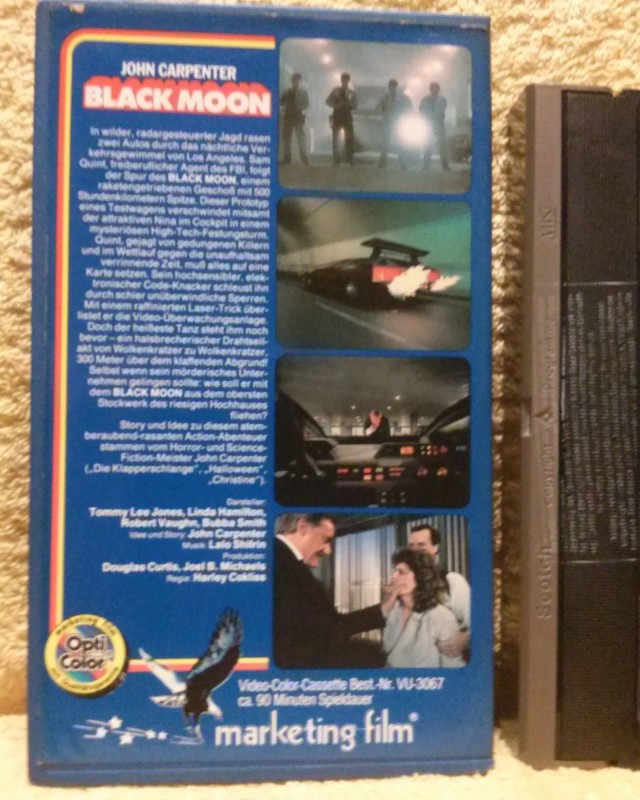 JOHN CARPENTER
BLACK MOON
In wilder, radargesteuerter Jagd rasen
zwei Autos durch das nächtliche Ver-
kehrsgewimmel von Los Angeles. Sam
Quint, freiberuflicher Agent des FBI, folgt
der Spur des BLACK MOON, einem
raketengetriebenen Geschoß mit 500
Stundenkilometern Spitze. Dieser Prototyp
eines Testwagens verschwindet mitsamt
der attraktiven Nina im Cockpit in einem
mysteriösen High-Tech-Festungsturm.
Quint, gejagt von gedungenen Killern
und im Wettlauf gegen die unaufhaltsam
verrinnende Zeit, muß alles auf eine
Karte setzen. Sein hochsensibler, elek-
tronischer Code-Knacker schleust ihn
durch schier unüberwindliche Sperren.
Mit einem raffinierten Laser-Trick über-
listet er die Video-Überwachungsanlage.
Doch der heißeste Tanz steht ihm noch
bevor – ein halsbrecherischer Drahtseil-
akt von Wolkenkratzer zu Wolkenkratzer,
300 Meter über dem klaffenden Abgrund!
Selbst wenn sein mörderisches Unter-
nehmen gelingen sollte: wie soll er mit
dem BLACK MOON aus dem obersten
Stockwerk des riesigen Hochhauses
fliehen?
Story und Idee zu diesem atem-
beraubend-rasanten Action-Abenteuer
stammen vom Horror- und Science-
Fiction-Meister John Carpenter
(„Die Klapperschlange“, „Halloween“,
„Christine“).
Darsteller:
Tommy Lee Jones, Linda Hamilton,
Robert Vaughn, Bubba Smith
Idee und Story: John Carpenter
Musik: Lalo Shifrin
Produktion:
Douglas Curtis, Joel B. Michaels
Regie: Harley Cokliss
marketing film
Opti
Color
Video-Color-Cassette Best.-Nr. VU-3067
ca. 90 Minuten Spieldauer
marketing film®
VHS
Scotch